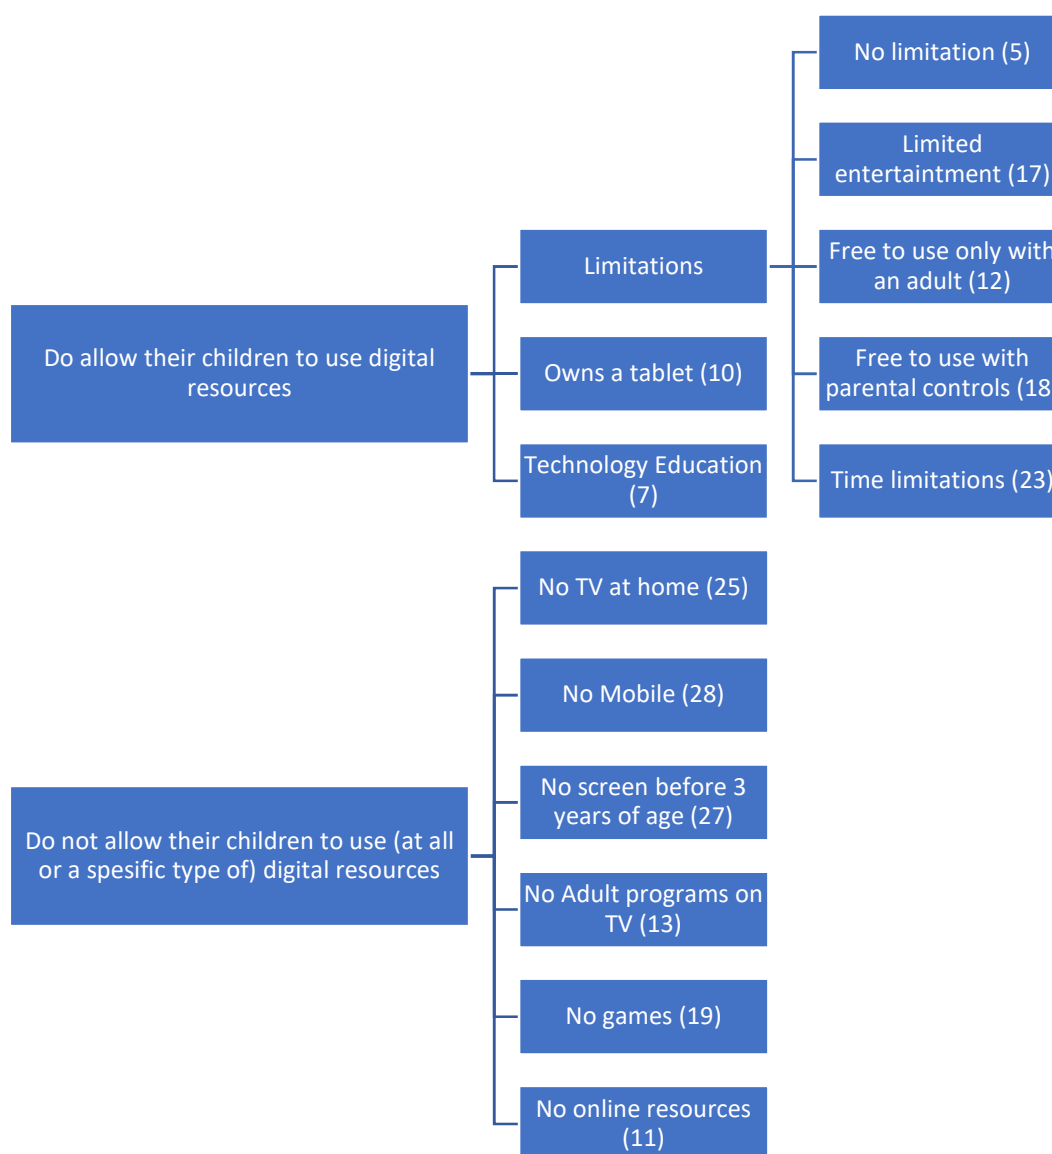 Do allow their children to use digital
resources
Limitations
Owns a tablet (10)
Technology Education
(7)
No limitation (5)
Limited
entertaintment (17)
Free to use only with
an adult (12)
Free to use with
parental controls (18
Time limitations (23)
Do not allow their children to use (at all
or a spesific type of) digital resources
No TV at home (25)
No Mobile (28)
No screen before 3
years of age (27)
No Adult programs on
TV (13)
No games (19)
No online resources
(11)